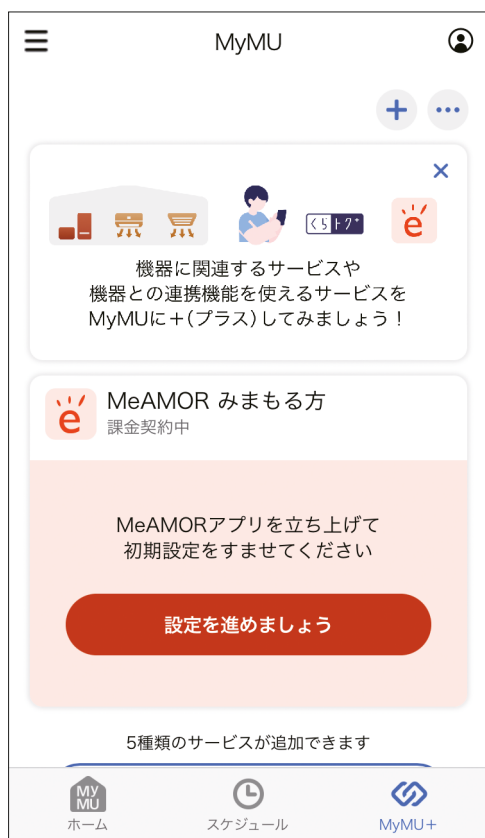 MyMU
くらトク+
e
機器に関連するサービスや
機器との連携機能を使えるサービスを
MyMUに+(プラス)してみましょう!
e
MeAMOR みまもる方
課金契約中
MeAMORアプリを立ち上げて
初期設定をすませてください
設定を進めましょう
5種類のサービスが追加できます
MY
MU
ホーム
スケジュール
MyMU+